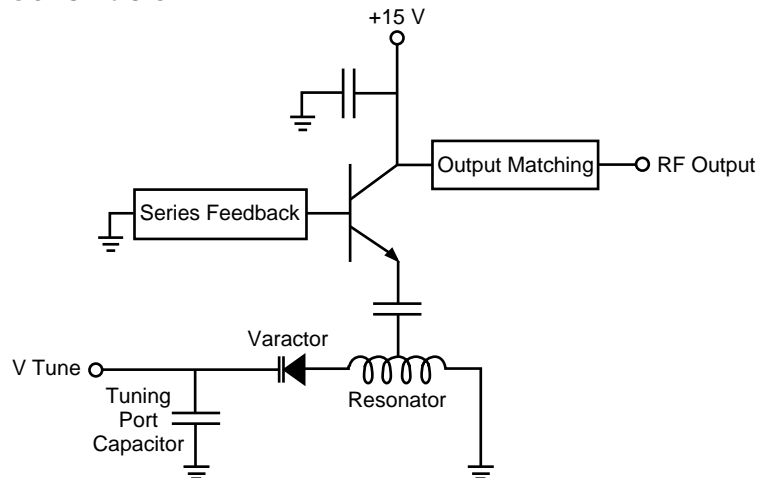 +15 V
Output Matching
RF Output
Series Feedback
Varactor
V Tune
Resonator
Tuning
Port
Capacitor